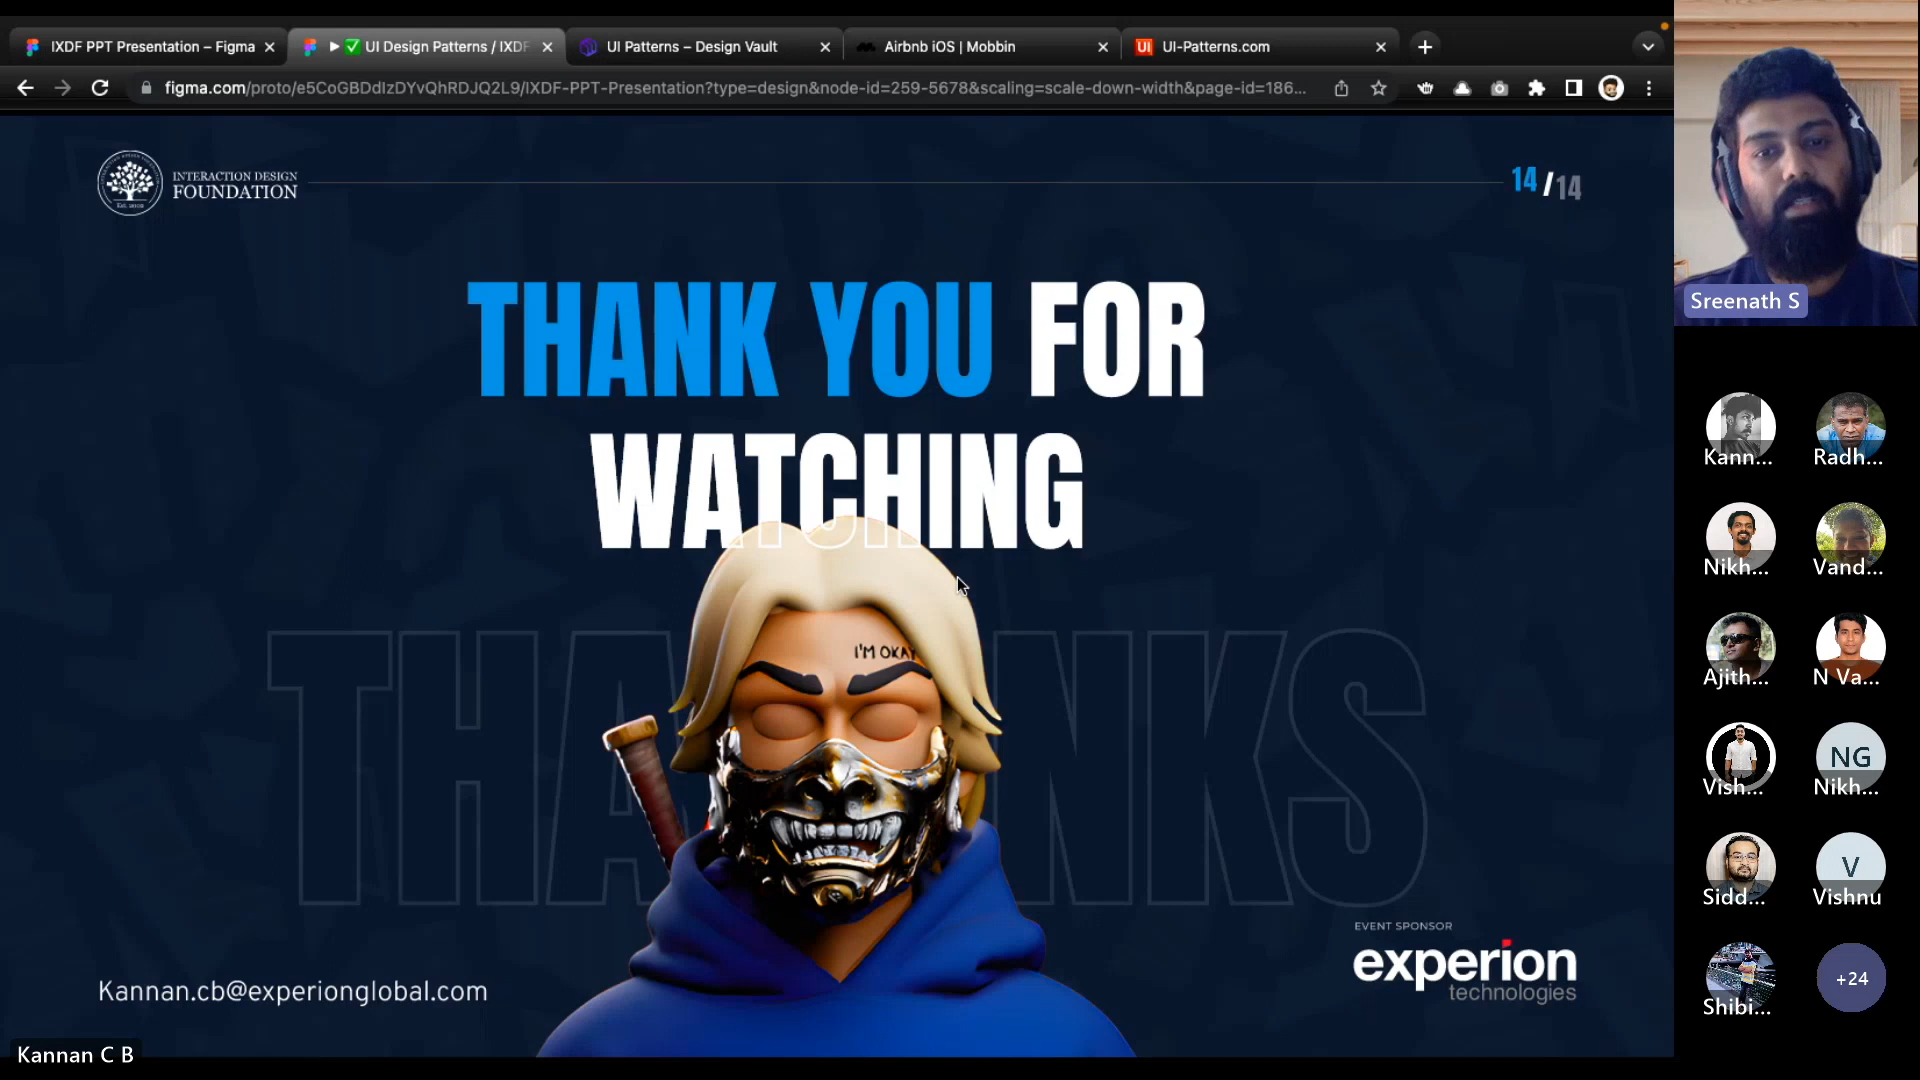 IXDF PPT Presentation – Figma
UI Design Patterns / IXDF
UI Patterns – Design Vault
Airbnb iOS | Mobbin
UI
UI-Patterns.com
figma.com/proto/e5CoGBDdIzDYvQhRDJQ2L9/IXDF-PPT-Presentation?type=design&node-id=259-5678&scaling=scale-down-width&page-id=186...
INTERACTION DESIGN
FOUNDATION
14/14
THANK YOU FOR
WATCHING
THANKS
I'M OKAY
EVENT SPONSOR
experion
technologies
Kannan.cb@experionglobal.com
Kannan C B
Sreenath S
Kann...
Radh...
Nikh...
Vand...
Ajith...
N Va...
Vish...
NG
Nikh...
Sidd...
V
Vishnu
Shibi...
+24